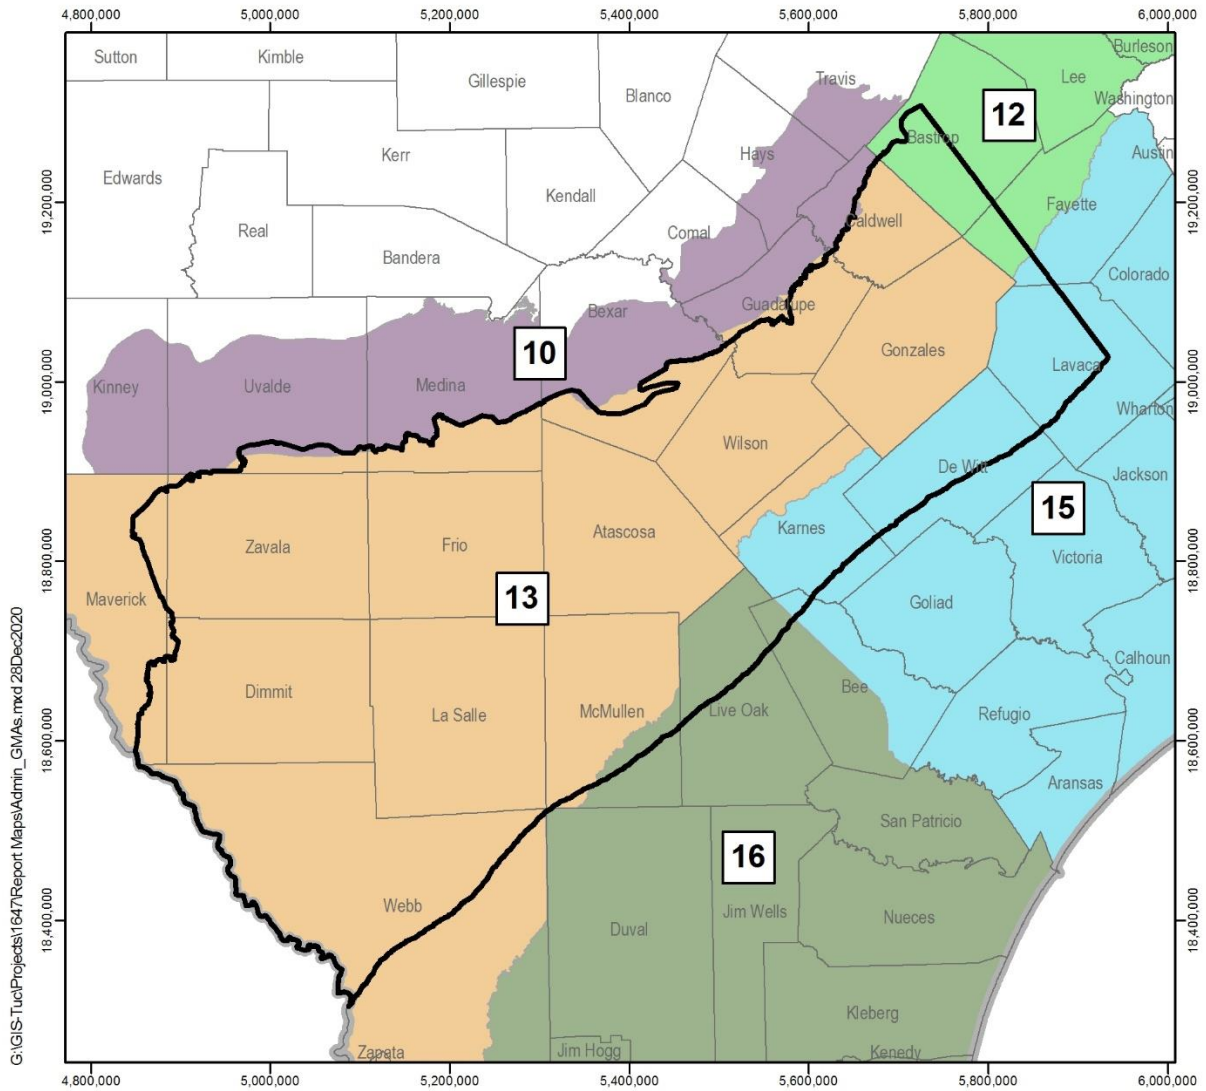 4,800,000 5,000,000 5,200,000 5,400,000 5,600,000 5,800,000 6,000,000
Sutton
Kimble
Gillespie
Blanco
Travis
Burleson
Lee
Washington
12
Bastrop
Austin
Hays
Kerr
Edwards
Kendall
Real
Bandera
Comal
Caldwell
Fayette
Colorado
Bexar
Guadalupe
10
Gonzales
Kinney
Uvalde
Medina
Lavaca
Wharton
Wilson
De Witt
Jackson
15
Karnes
Atascosa
Zavala
Frio
Victoria
13
Maverick
Goliad
Calhoun
Dimmit
La Salle
McMullen
Live Oak
Bee
Refugio
Aransas
San Patricio
16
Webb
Duval
Jim Wells
Nueces
Kleberg
Zapata
Jim Hogg
Kenedy
19,200,000
19,000,000
18,800,000
18,600,000
18,400,000
19,200,000
19,000,000
18,800,000
18,600,000
18,400,000
4,800,000 5,000,000 5,200,000 5,400,000 5,600,000 5,800,000 6,000,000
G:\GIS-Tuc\Projects\1647\Report Maps\Admin_GMAs.mxd 28Dec2020